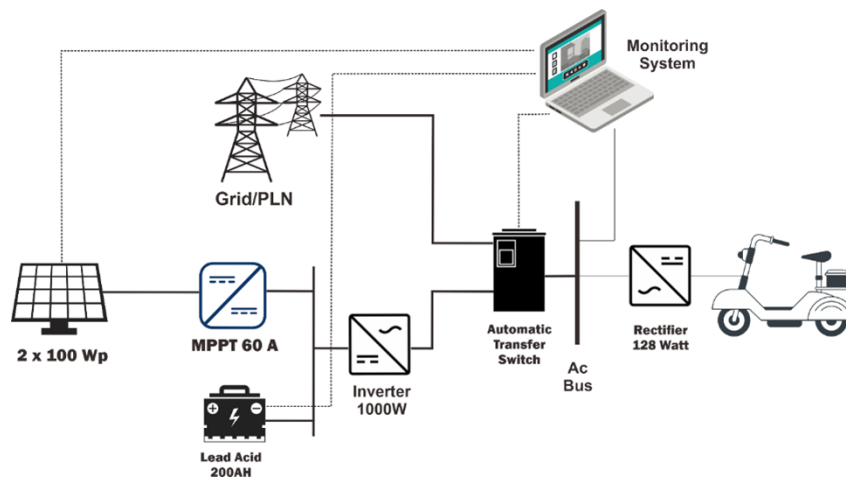 Monitoring
System
Grid/PLN
2 x 100 Wp
MPPT 60 A
Lead Acid
200AH
Inverter
1000W
Automatic
Transfer
Switch
Ac
Bus
Rectifier
128 Watt